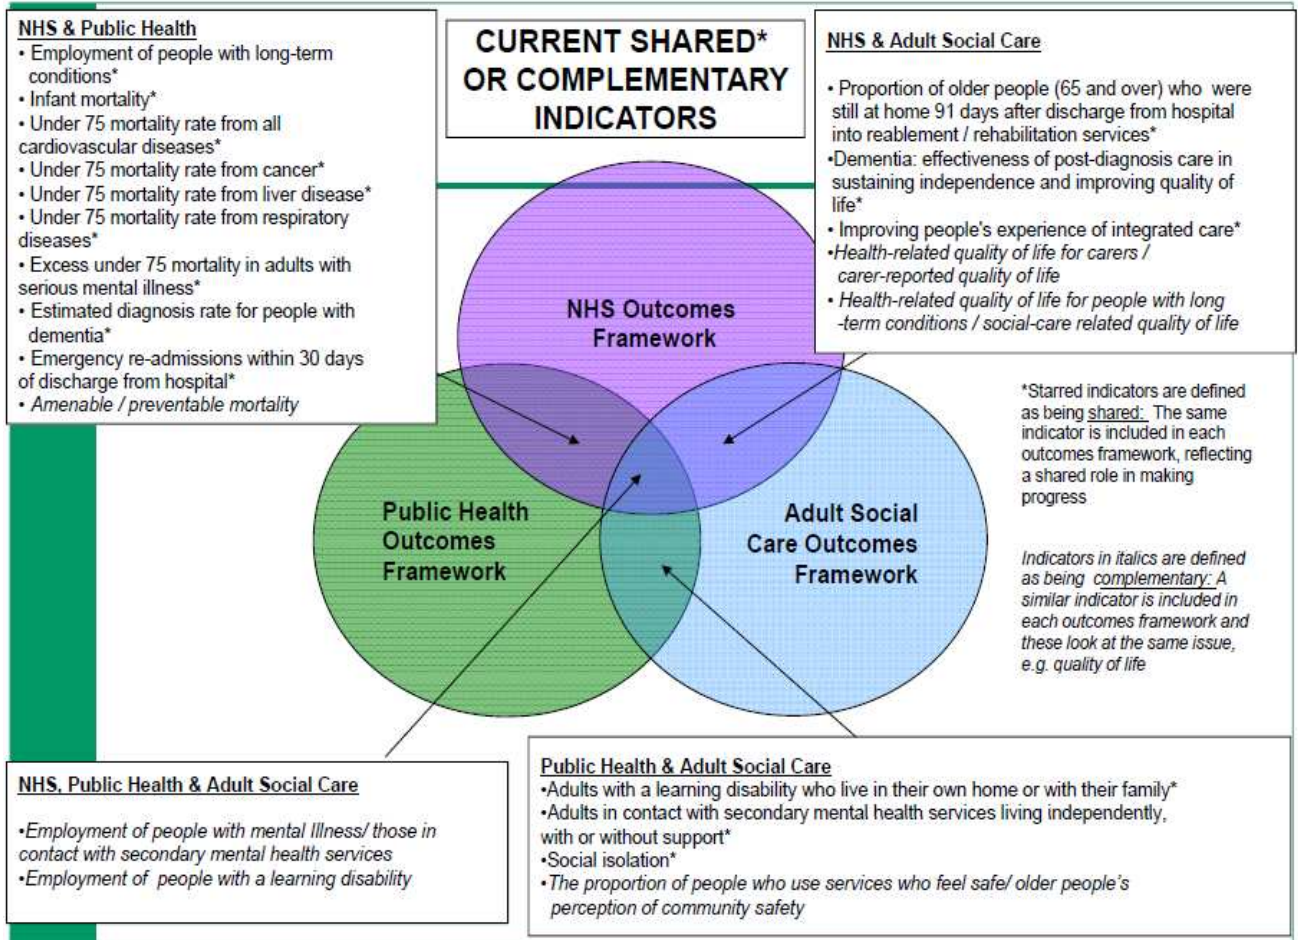 NHS & Public Health
• Employment of people with long-term
conditions*
• Infant mortality*
• Under 75 mortality rate from all
cardiovascular diseases*
• Under 75 mortality rate from cancer*
• Under 75 mortality rate from liver disease*
• Under 75 mortality rate from respiratory
diseases*
• Excess under 75 mortality in adults with
serious mental illness*
• Estimated diagnosis rate for people with
dementia*
• Emergency re-admissions within 30 days
of discharge from hospital*
• Amenable / preventable mortality
CURRENT SHARED*
OR COMPLEMENTARY
INDICATORS
NHS & Adult Social Care
• Proportion of older people (65 and over) who were
still at home 91 days after discharge from hospital
into reablement / rehabilitation services*
•Dementia: effectiveness of post-diagnosis care in
sustaining independence and improving quality of
life*
• Improving people's experience of integrated care*
•Health-related quality of life for carers /
carer-reported quality of life
• Health-related quality of life for people with long
-term conditions / social-care related quality of life
NHS Outcomes
Framework
Public Health
Outcomes
Framework
Adult Social
Care Outcomes
Framework
*Starred indicators are defined
as being shared: The same
indicator is included in each
outcomes framework, reflecting
a shared role in making
progress
Indicators in italics are defined
as being complementary: A
similar indicator is included in
each outcomes framework and
these look at the same issue,
e.g. quality of life
NHS, Public Health & Adult Social Care
•Employment of people with mental Illness/ those in
contact with secondary mental health services
•Employment of people with a learning disability
Public Health & Adult Social Care
•Adults with a learning disability who live in their own home or with their family*
•Adults in contact with secondary mental health services living independently,
with or without support*
•Social isolation*
•The proportion of people who use services who feel safe/ older people's
perception of community safety